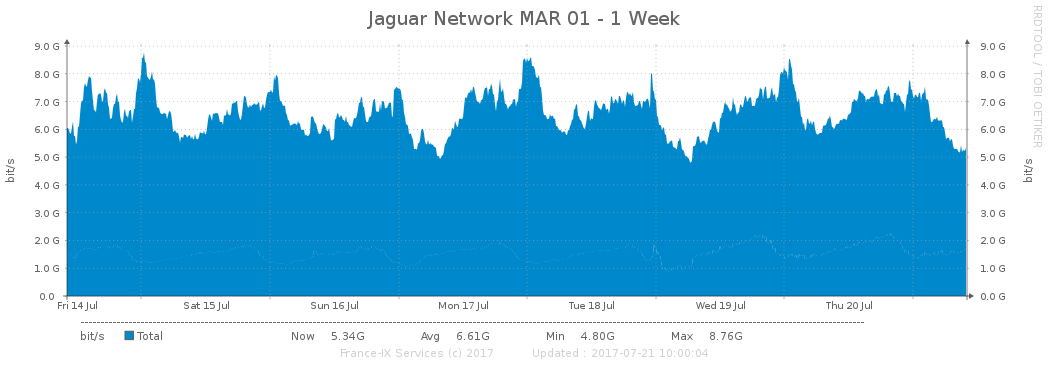 Jaguar Network MAR 01 - 1 Week
RRDTOOL / TOBI OETIKER
bit/s
9.0 G
8.0 G
7.0 G
6.0 G
5.0 G
4.0 G
3.0 G
2.0 G
1.0 G
0.0
9.0 G
8.0 G
7.0 G
6.0 G
5.0 G
4.0 G
3.0 G
2.0 G
1.0 G
0.0 G
bit/s
Fri 14 Jul Sat 15 Jul Sun 16 Jul Mon 17 Jul Tue 18 Jul Wed 19 Jul Thu 20 Jul
bit/s Total Now 5.34G Avg 6.61G Min 4.80G Max 8.76G
France-IX Services (c) 2017 Updated : 2017-07-21 10:00:04